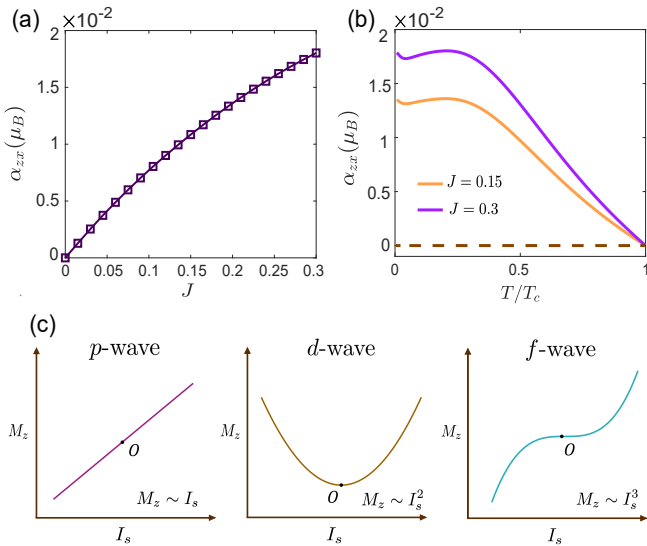 (a)
×10⁻²
2
1.5
1
0.5
0
α_zx(μ_B)
0 0.05 0.1 0.15 0.2 0.25 0.3
J
(b)
×10⁻²
2
1.5
1
0.5
0
α_zx(μ_B)
J = 0.15
J = 0.3
0 0.5 1
T/T_c
(c)
p-wave
M_z
O
M_z ~ I_s
I_s
d-wave
M_z
O
M_z ~ I_s²
I_s
f-wave
M_z
O
M_z ~ I_s³
I_s